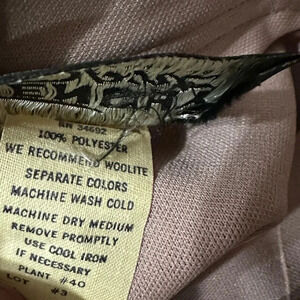 RN 34692
100% POLYESTER
WE RECOMMEND WOOLITE
SEPARATE COLORS
MACHINE WASH COLD
MACHINE DRY MEDIUM
REMOVE PROMPTLY
USE COOL IRON
IF NECESSARY
PLANT #40
LOT #3